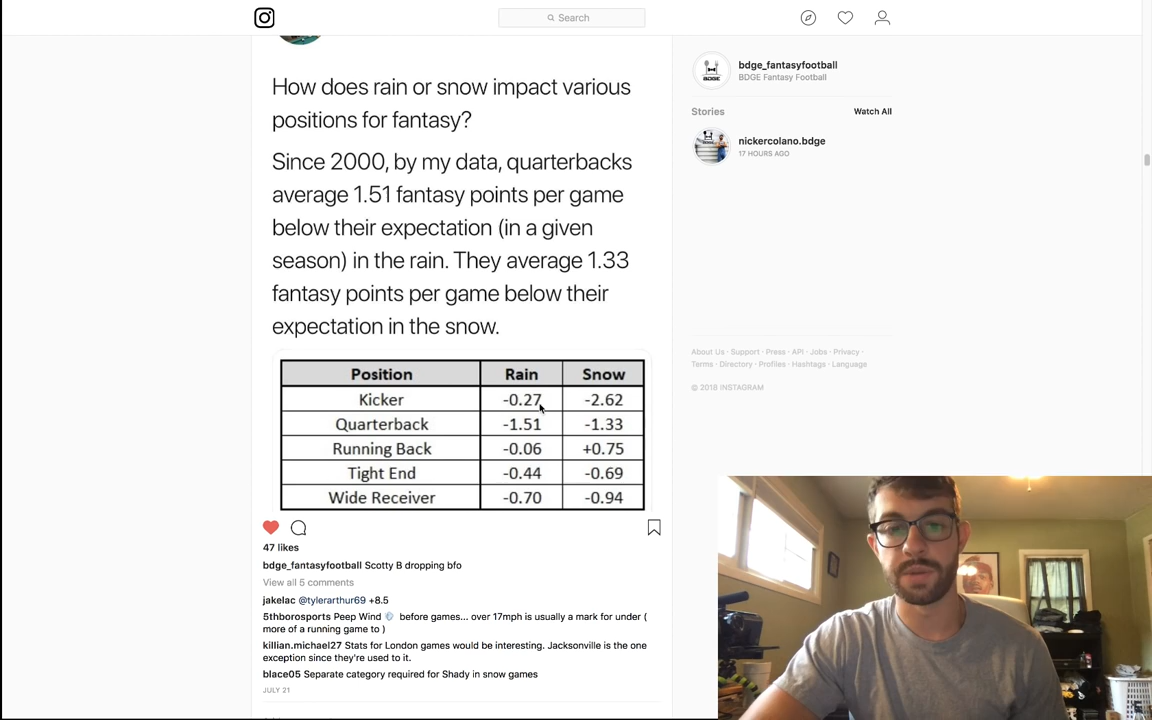 Search
How does rain or snow impact various
positions for fantasy?
Since 2000, by my data, quarterbacks
average 1.51 fantasy points per game
below their expectation (in a given
season) in the rain. They average 1.33
fantasy points per game below their
expectation in the snow.
Position Rain Snow
Kicker -0.27 -2.62
Quarterback -1.51 -1.33
Running Back -0.06 +0.75
Tight End -0.44 -0.69
Wide Receiver -0.70 -0.94
47 likes
bdge_fantasyfootball Scotty B dropping bfo
View all 5 comments
jakelac @tylerarthur69 +8.5
5thborosports Peep Wind before games... over 17mph is usually a mark for under (
more of a running game to )
killian.michael27 Stats for London games would be interesting. Jacksonville is the one
exception since they're used to it.
blace05 Separate category required for Shady in snow games
JULY 21
BDGE
bdge_fantasyfootball
BDGE Fantasy Football
Stories Watch All
nickercolano.bdge
17 HOURS AGO
About Us · Support · Press · API · Jobs · Privacy ·
Terms · Directory · Profiles · Hashtags · Language
© 2018 INSTAGRAM